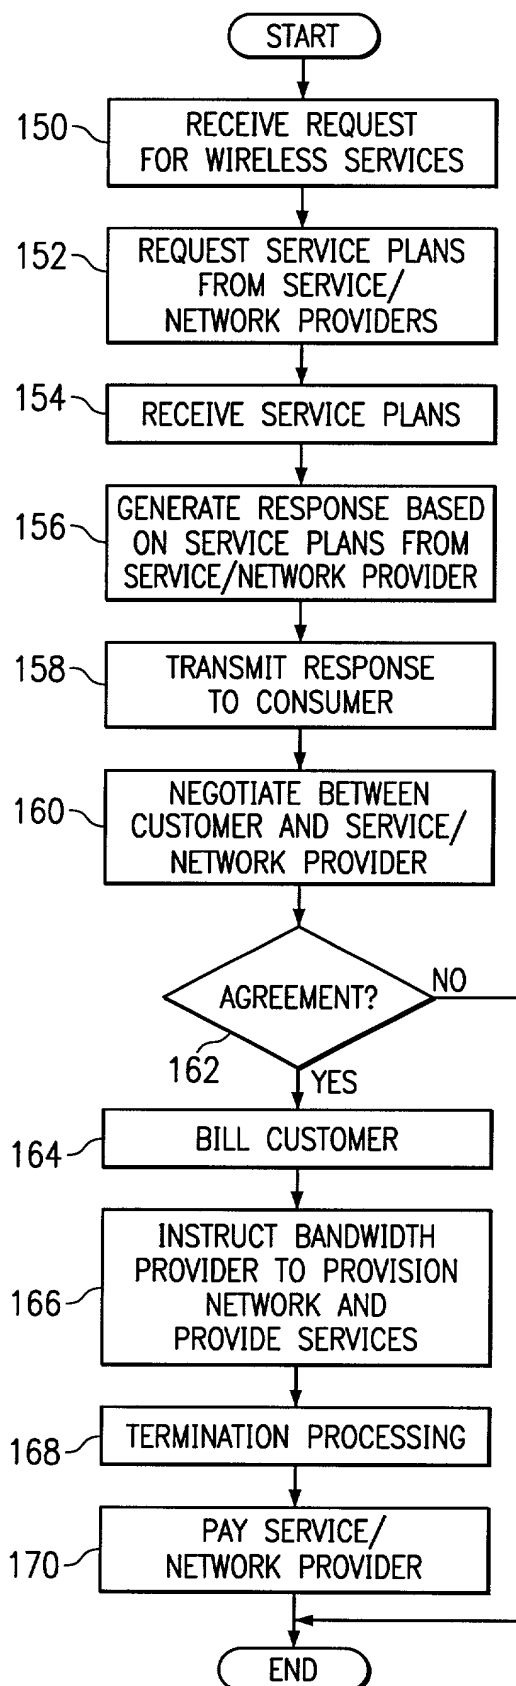 START
150
RECEIVE REQUEST
FOR WIRELESS SERVICES
152
REQUEST SERVICE PLANS
FROM SERVICE/
NETWORK PROVIDERS
154
RECEIVE SERVICE PLANS
156
GENERATE RESPONSE BASED
ON SERVICE PLANS FROM
SERVICE/NETWORK PROVIDER
158
TRANSMIT RESPONSE
TO CONSUMER
160
NEGOTIATE BETWEEN
CUSTOMER AND SERVICE/
NETWORK PROVIDER
AGREEMENT?
NO
162
YES
164
BILL CUSTOMER
166
INSTRUCT BANDWIDTH
PROVIDER TO PROVISION
NETWORK AND
PROVIDE SERVICES
168
TERMINATION PROCESSING
170
PAY SERVICE/
NETWORK PROVIDER
END